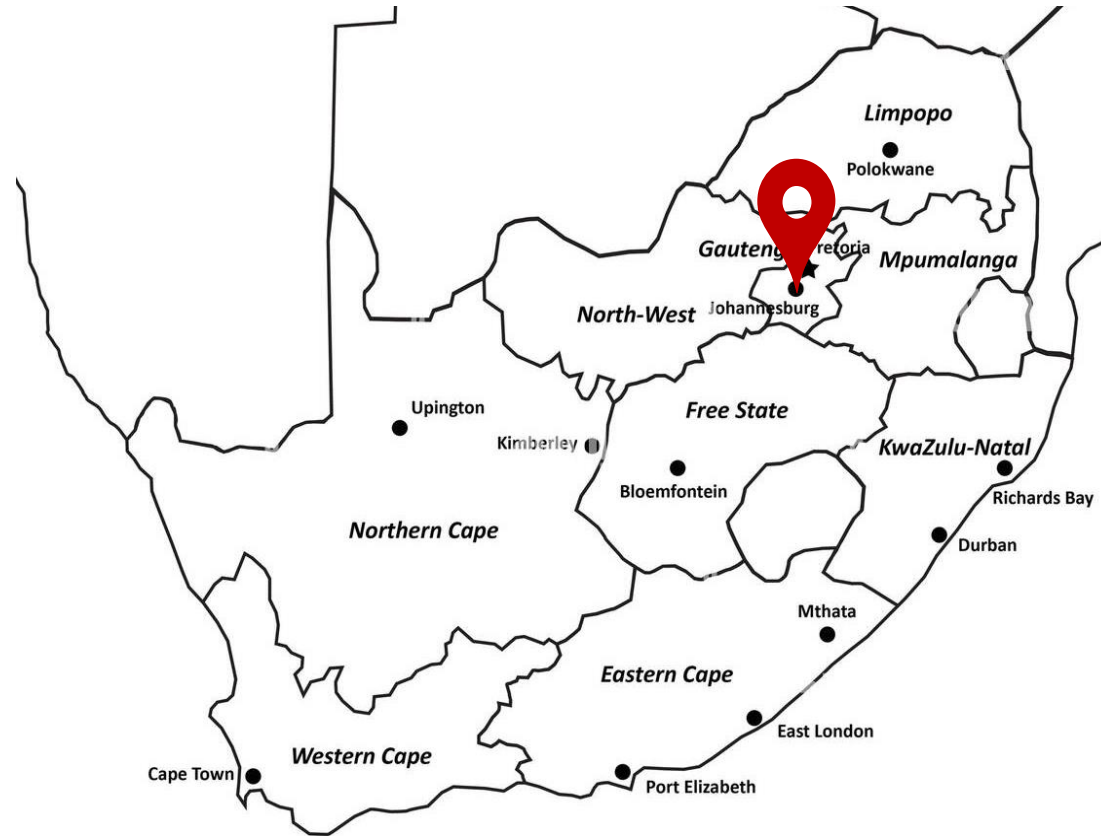 Limpopo
Polokwane
Gauteng
retoria
Mpumalanga
North-West
Johannesburg
Upington
Free State
Kimberley
KwaZulu-Natal
Bloemfontein
Richards Bay
Northern Cape
Durban
Mthata
Eastern Cape
East London
Western Cape
Cape Town
Port Elizabeth